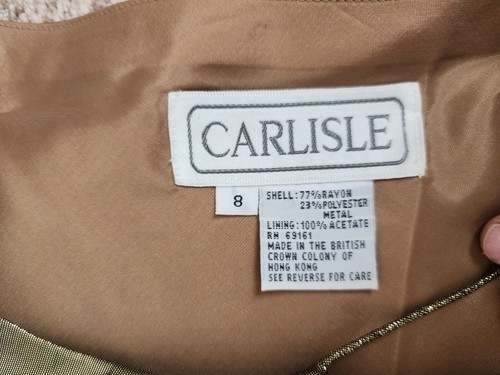 CARLISLE
8
SHELL: 77% RAYON
23% POLYESTER
METAL
LINING: 100% ACETATE
RN 69161
MADE IN THE BRITISH
CROWN COLONY OF
HONG KONG
SEE REVERSE FOR CARE